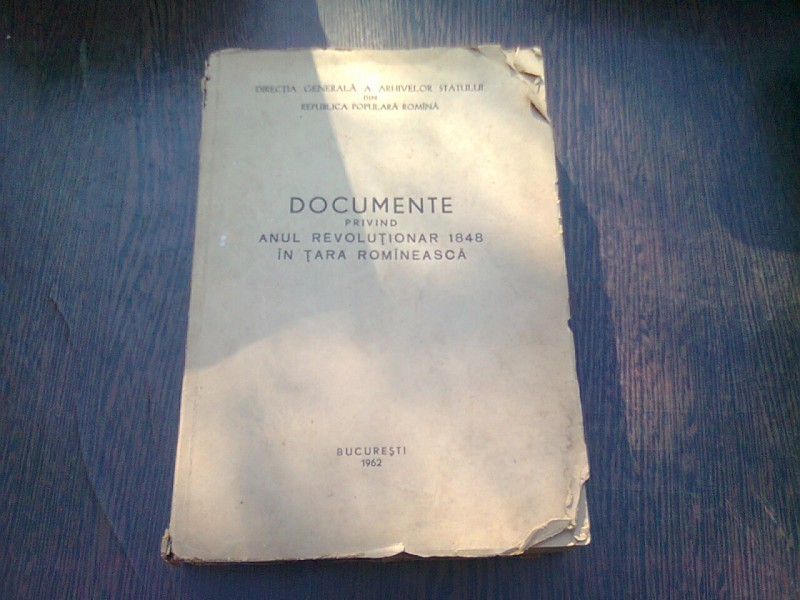 DIRECȚIA GENERALĂ A ARHIVELOR STATULUI
DIN
REPUBLICA POPULARĂ ROMÎNĂ
DOCUMENTE
PRIVIND
ANUL REVOLUȚIONAR 1848
ÎN ȚARA ROMÎNEASCĂ
BUCUREȘTI
1962